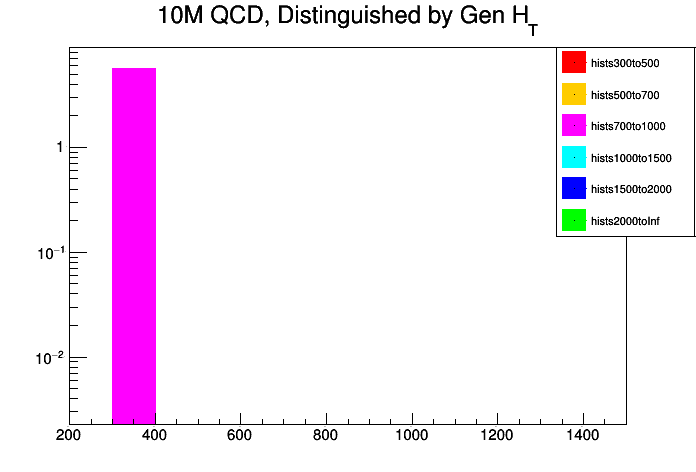 10M QCD, Distinguished by Gen H_T
hists300to500
hists500to700
hists700to1000
hists1000to1500
hists1500to2000
hists2000toInf
1
10⁻¹
10⁻²
200 400 600 800 1000 1200 1400